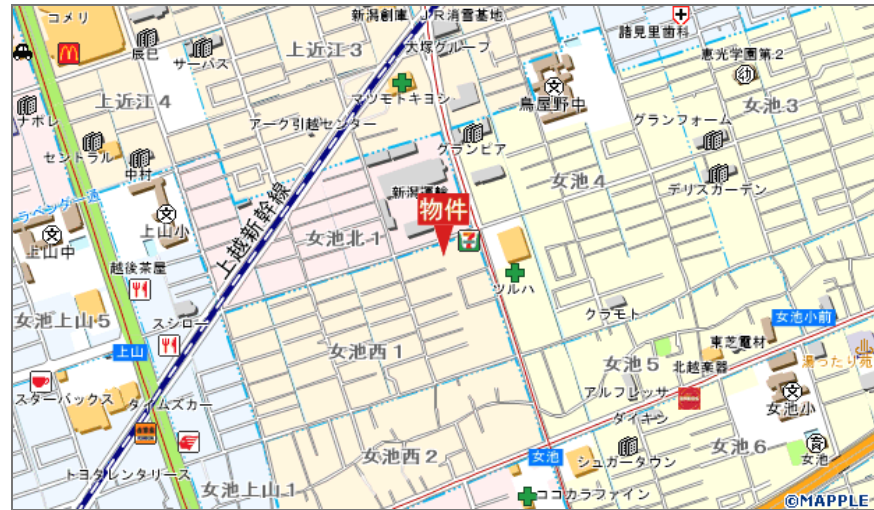 コメリ
辰巳
サーバス
上近江3
新潟倉庫
JR消雪基地
大塚グループ
諸見里歯科
恵光学園第2
ナボレ
上近江4
マツモトキヨシ
鳥屋野中
女池3
アーク引越センター
グランピア
グランフォーム
セントラル
中村
女池4
デリスガーデン
ラベンダー通
新潟運輸
物件
上山中
上山小
上越新幹線
女池北1
越後茶屋
ツルハ
女池上山5
スシロー
クラモト
女池小前
上山
女池西1
東芝電材
女池5
北越楽器
湯ったり苑
スターバックス
タイムズカー
アルフレッサ
ダイキン
女池小
女池西2
女池
シュガータウン
女池6
女池
トヨタレンタリース
女池上山1
ココカラファイン
©MAPPLE